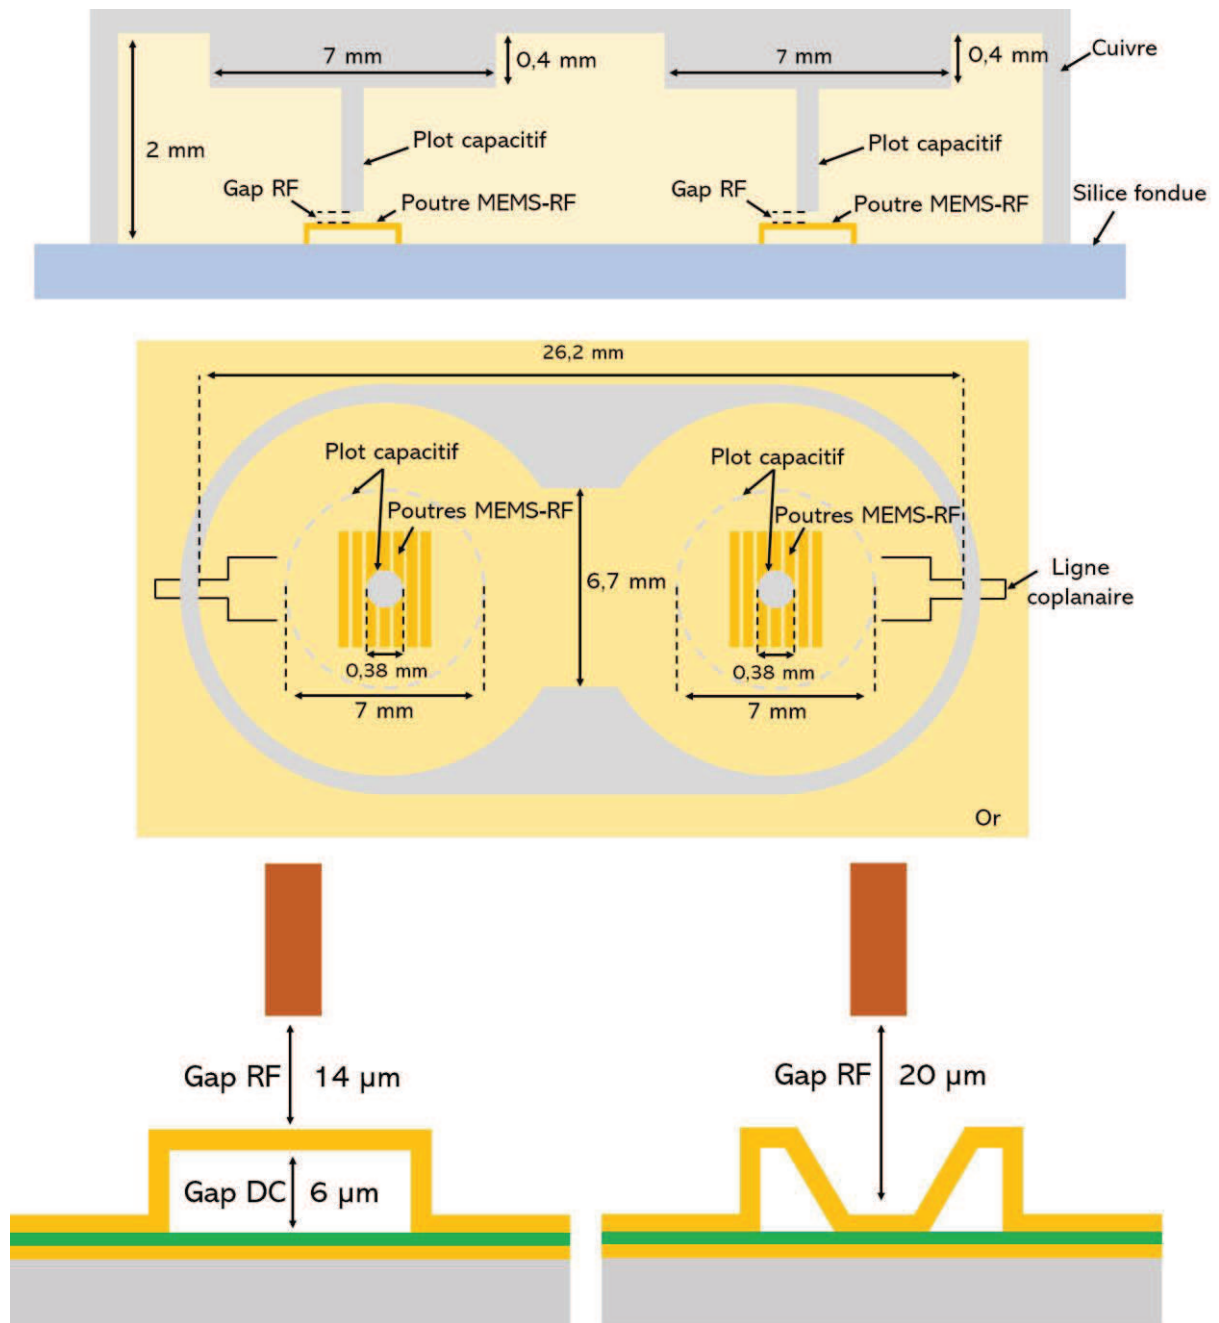 7 mm
0,4 mm
7 mm
0,4 mm
Cuivre
2 mm
Plot capacitif
Plot capacitif
Gap RF
Poutre MEMS-RF
Gap RF
Poutre MEMS-RF
Silice fondue
26,2 mm
Plot capacitif
Plot capacitif
Poutres MEMS-RF
Poutres MEMS-RF
6,7 mm
Ligne
coplanaire
0,38 mm
0,38 mm
7 mm
7 mm
Or
Gap RF 14 µm
Gap RF 20 µm
Gap DC 6 µm